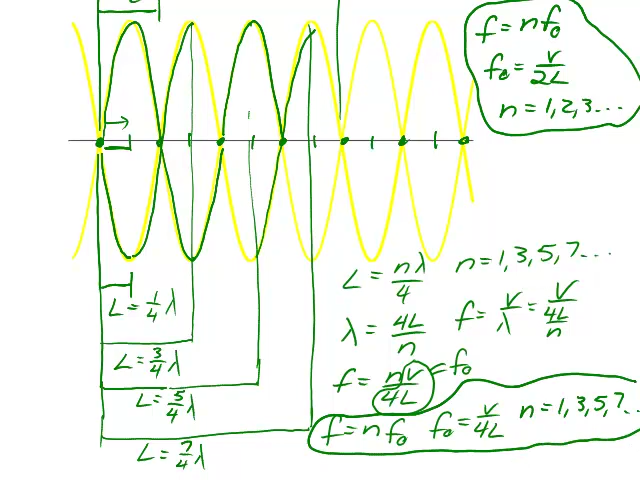 f = nf₀
f₀ = v/2L
n = 1, 2, 3...
L = 1/4 λ
L = 3/4 λ
L = 5/4 λ
L = 7/4 λ
L = nλ/4
n = 1, 3, 5, 7...
λ = 4L/n
f = v/λ = v/(4L/n)
f = nv/4L = f₀
f = nf₀ f₀ = v/4L n = 1, 3, 5, 7...